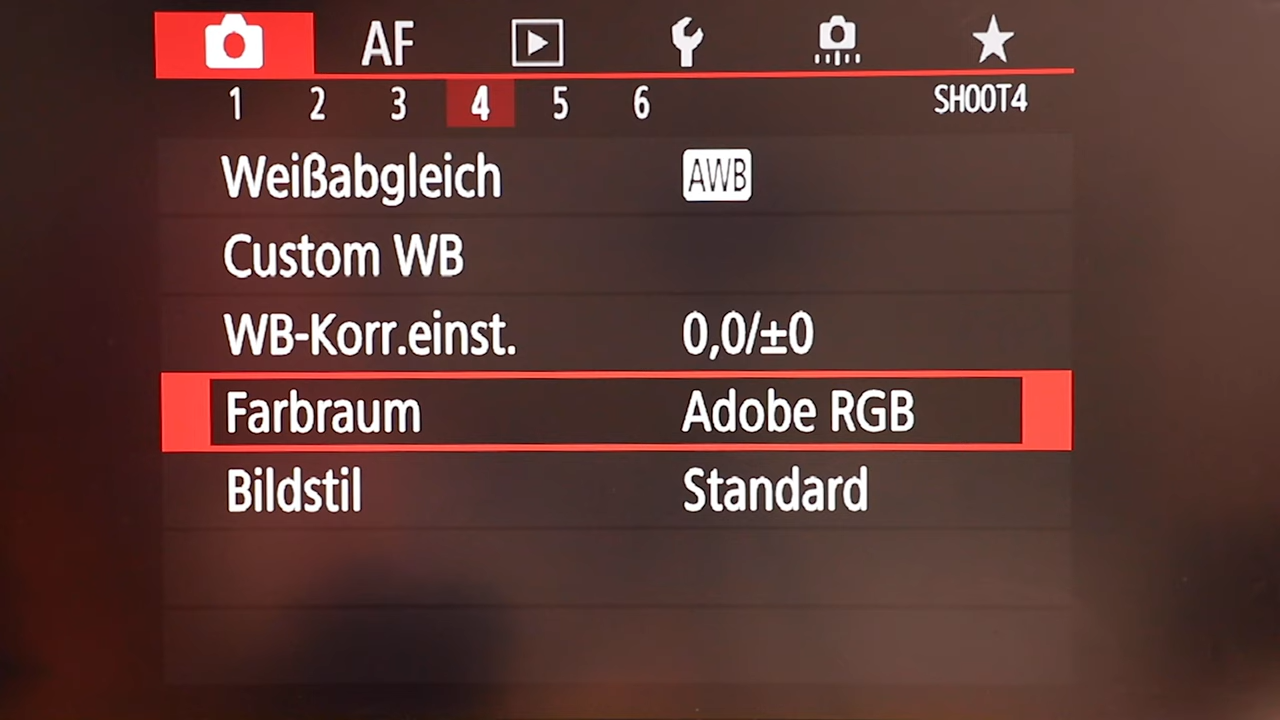 AF
1 2 3 4 5 6 SHOOT4
Weißabgleich AWB
Custom WB
WB-Korr.einst. 0,0/±0
Farbraum Adobe RGB
Bildstil Standard